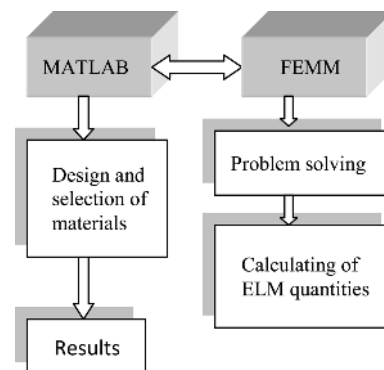 MATLAB
FEMM
Design and
selection of
materials
Problem solving
Calculating of
ELM quantities
Results